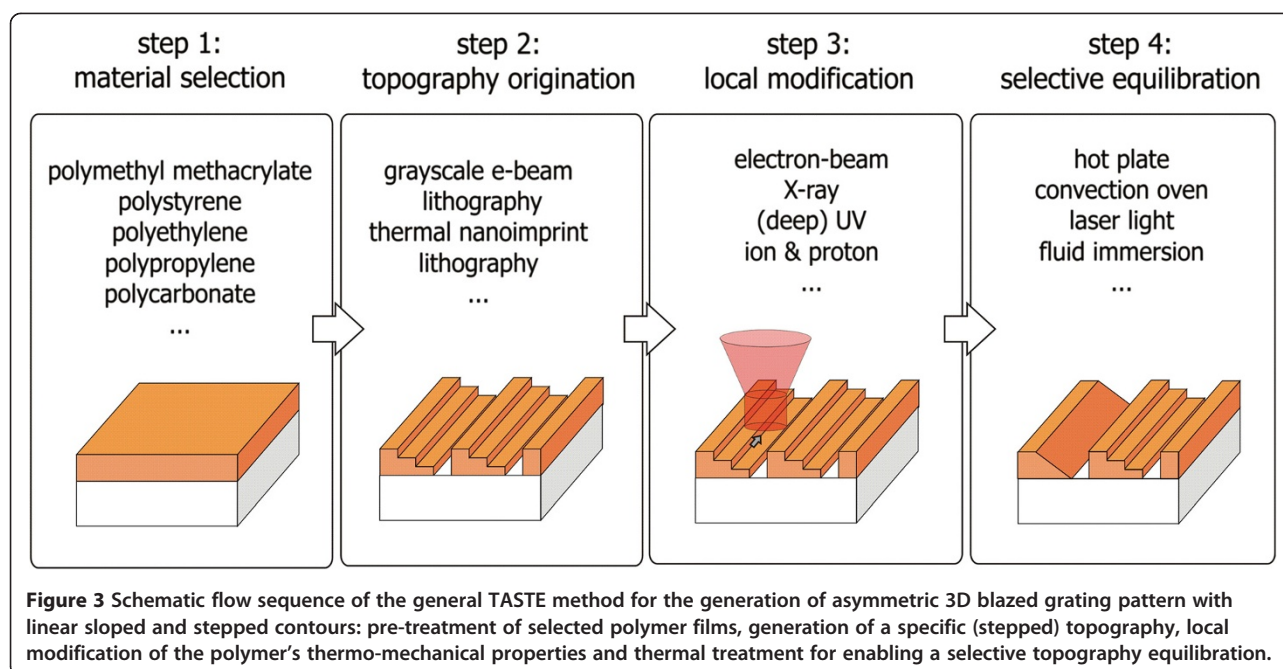 step 1:
material selection
polymethyl methacrylate
polystyrene
polyethylene
polypropylene
polycarbonate
...
step 2:
topography origination
grayscale e-beam
lithography
thermal nanoimprint
lithography
...
step 3:
local modification
electron-beam
X-ray
(deep) UV
ion & proton
...
step 4:
selective equilibration
hot plate
convection oven
laser light
fluid immersion
...
Figure 3 Schematic flow sequence of the general TASTE method for the generation of asymmetric 3D blazed grating pattern with
linear sloped and stepped contours: pre-treatment of selected polymer films, generation of a specific (stepped) topography, local
modification of the polymer's thermo-mechanical properties and thermal treatment for enabling a selective topography equilibration.